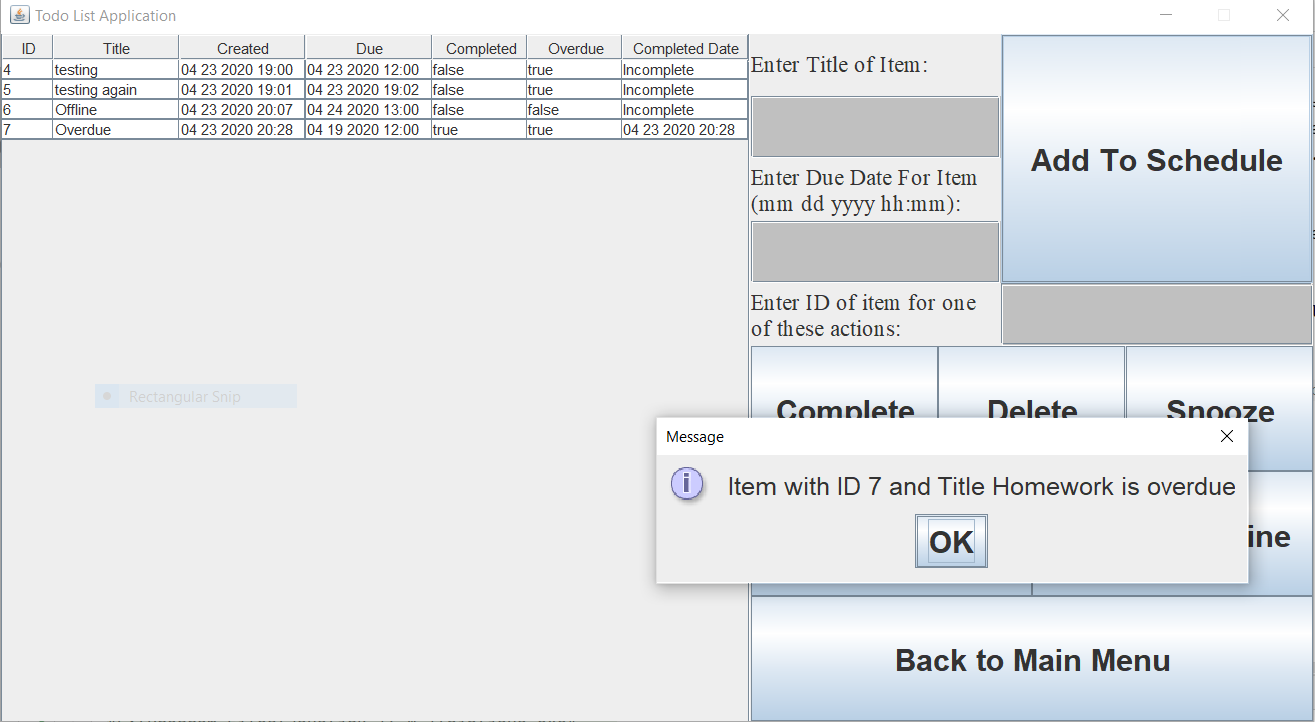 Todo List Application
ID Title Created Due Completed Overdue Completed Date
4 testing 04 23 2020 19:00 04 23 2020 12:00 false true Incomplete
5 testing again 04 23 2020 19:01 04 23 2020 19:02 false true Incomplete
6 Offline 04 23 2020 20:07 04 24 2020 13:00 false false Incomplete
7 Overdue 04 23 2020 20:28 04 19 2020 12:00 true true 04 23 2020 20:28
Rectangular Snip
Enter Title of Item:
Add To Schedule
Enter Due Date For Item
(mm dd yyyy hh:mm):
Enter ID of item for one
of these actions:
Complete Delete Snooze
Message
Item with ID 7 and Title Homework is overdue
OK
ine
Back to Main Menu